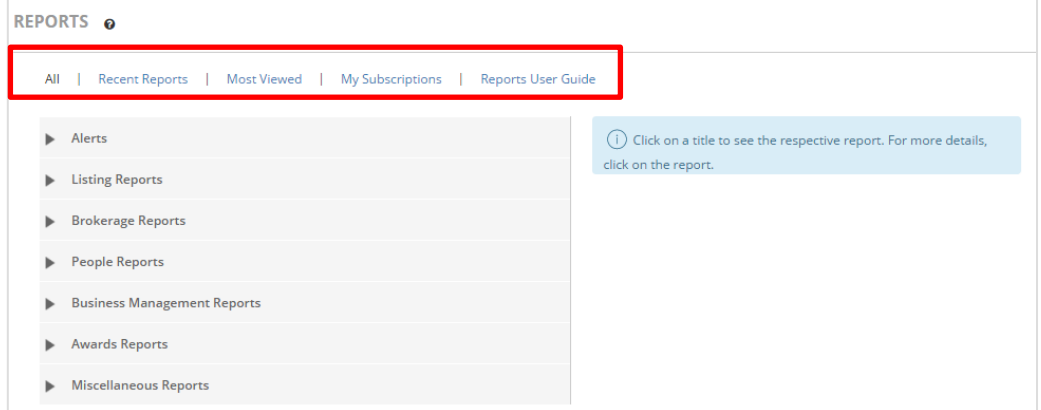 REPORTS ?
All | Recent Reports | Most Viewed | My Subscriptions | Reports User Guide
Alerts
Listing Reports
Brokerage Reports
People Reports
Business Management Reports
Awards Reports
Miscellaneous Reports
i Click on a title to see the respective report. For more details,
click on the report.